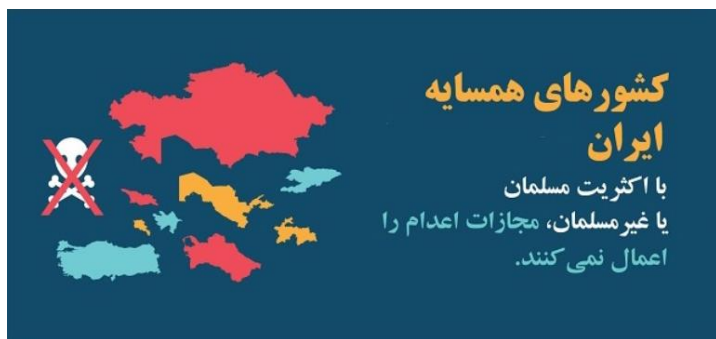 کشورهای همسایه
ایران
با اکثریت مسلمان
یا غیرمسلمان، مجازات اعدام را
اعمال نمی‌کنند.